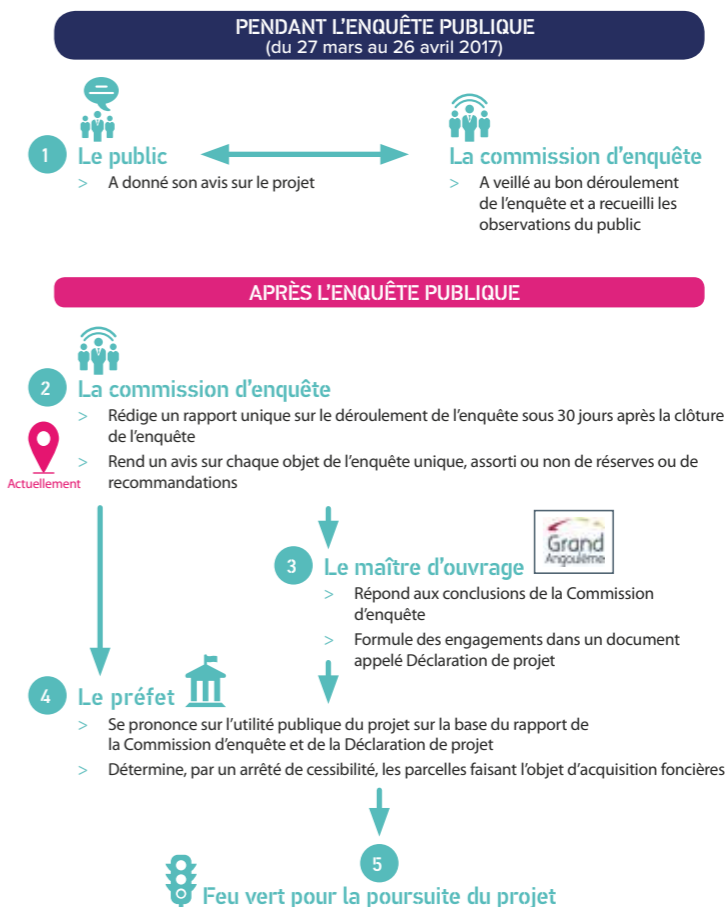 PENDANT L'ENQUÊTE PUBLIQUE
(du 27 mars au 26 avril 2017)
1 Le public
> A donné son avis sur le projet
La commission d'enquête
> A veillé au bon déroulement
de l'enquête et a recueilli les
observations du public
APRÈS L'ENQUÊTE PUBLIQUE
2 La commission d'enquête
> Rédige un rapport unique sur le déroulement de l'enquête sous 30 jours après la clôture
de l'enquête
> Rend un avis sur chaque objet de l'enquête unique, assorti ou non de réserves ou de
recommandations
Actuellement
3 Le maître d'ouvrage
Grand
Angoulême
> Répond aux conclusions de la Commission
d'enquête
> Formule des engagements dans un document
appelé Déclaration de projet
4 Le préfet
> Se prononce sur l'utilité publique du projet sur la base du rapport de
la Commission d'enquête et de la Déclaration de projet
> Détermine, par un arrêté de cessibilité, les parcelles faisant l'objet d'acquisition foncières
5
Feu vert pour la poursuite du projet